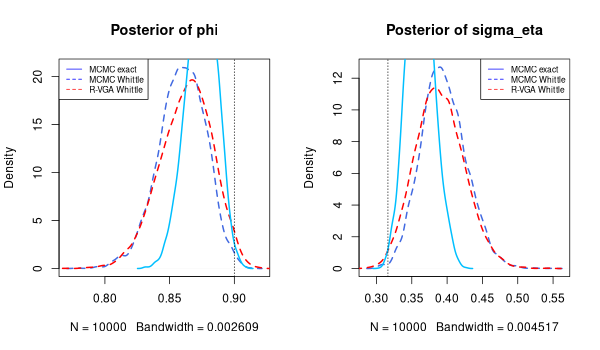 Posterior of phi
Density
20
15
10
5
0
MCMC exact
MCMC Whittle
R-VGA Whittle
0.80 0.85 0.90
N = 10000 Bandwidth = 0.002609
Posterior of sigma_eta
Density
12
10
8
6
4
2
0
MCMC exact
MCMC Whittle
R-VGA Whittle
0.30 0.35 0.40 0.45 0.50 0.55
N = 10000 Bandwidth = 0.004517